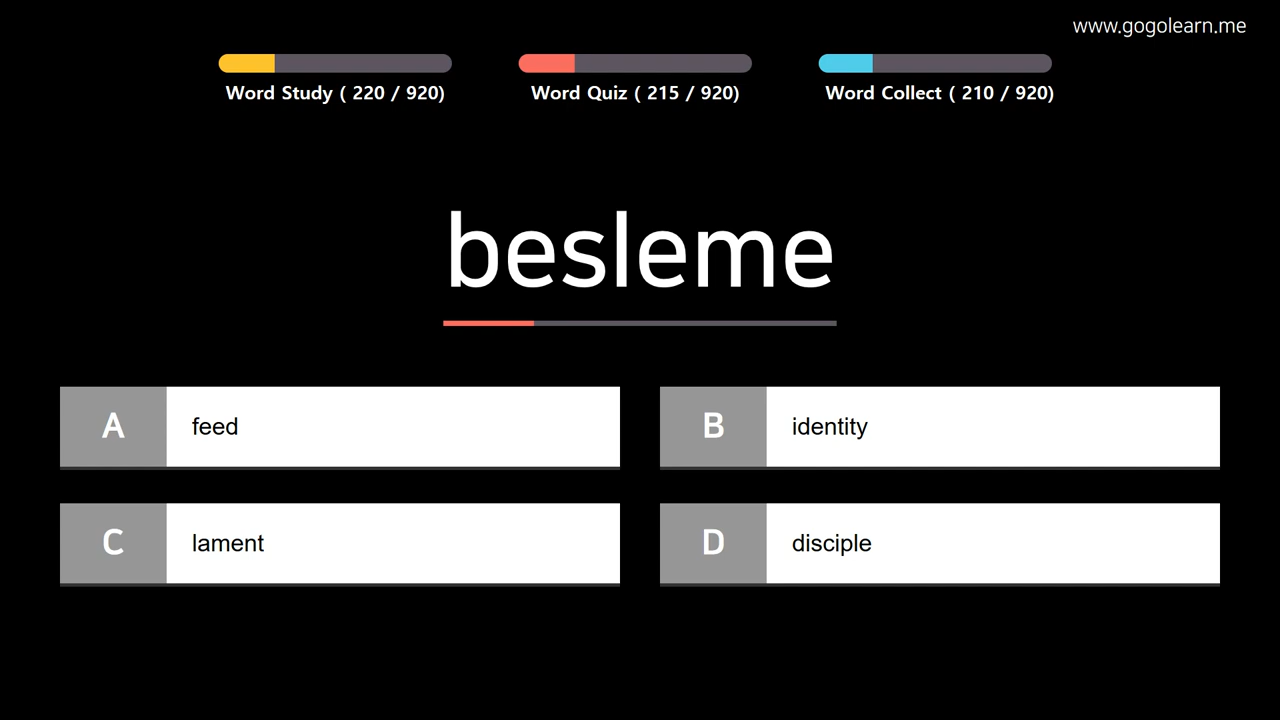 www.gogolearn.me
Word Study ( 220 / 920)
Word Quiz ( 215 / 920)
Word Collect ( 210 / 920)
besleme
A feed
B identity
C lament
D disciple